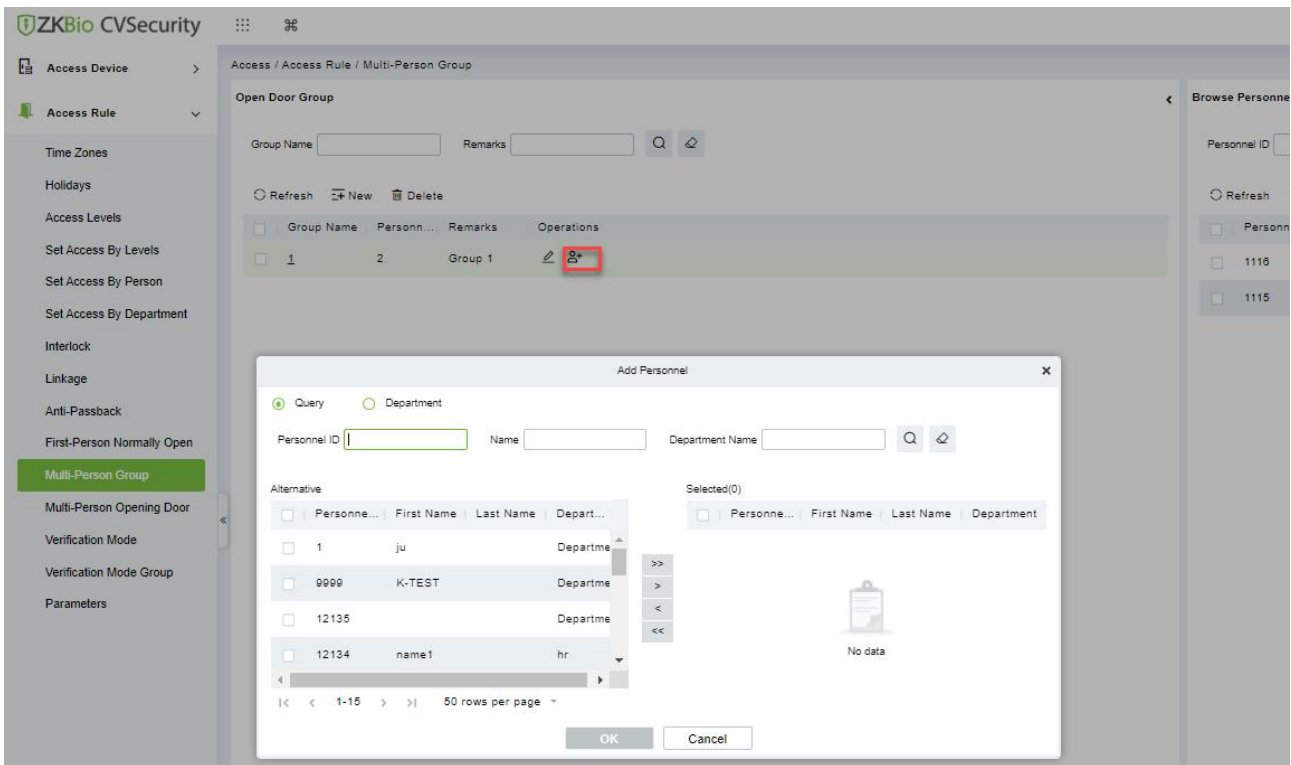 ZKBio CVSecurity
Access Device
Access Rule
Time Zones
Holidays
Access Levels
Set Access By Levels
Set Access By Person
Set Access By Department
Interlock
Linkage
Anti-Passback
First-Person Normally Open
Multi-Person Group
Multi-Person Opening Door
Verification Mode
Verification Mode Group
Parameters
Access / Access Rule / Multi-Person Group
Open Door Group
Group Name Remarks
Refresh New Delete
Group Name Personn... Remarks Operations
1 2 Group 1
Browse Personne
Personnel ID
Refresh
Personn
1116
1115
Add Personnel
Query Department
Personnel ID Name Department Name
Alternative
Personne... First Name Last Name Depart...
1 ju Departme
9999 K-TEST Departme
12135 Departme
12134 name1 hr
1-15 50 rows per page
>>
>
<
<<
Selected(0)
Personne... First Name Last Name Department
No data
OK Cancel